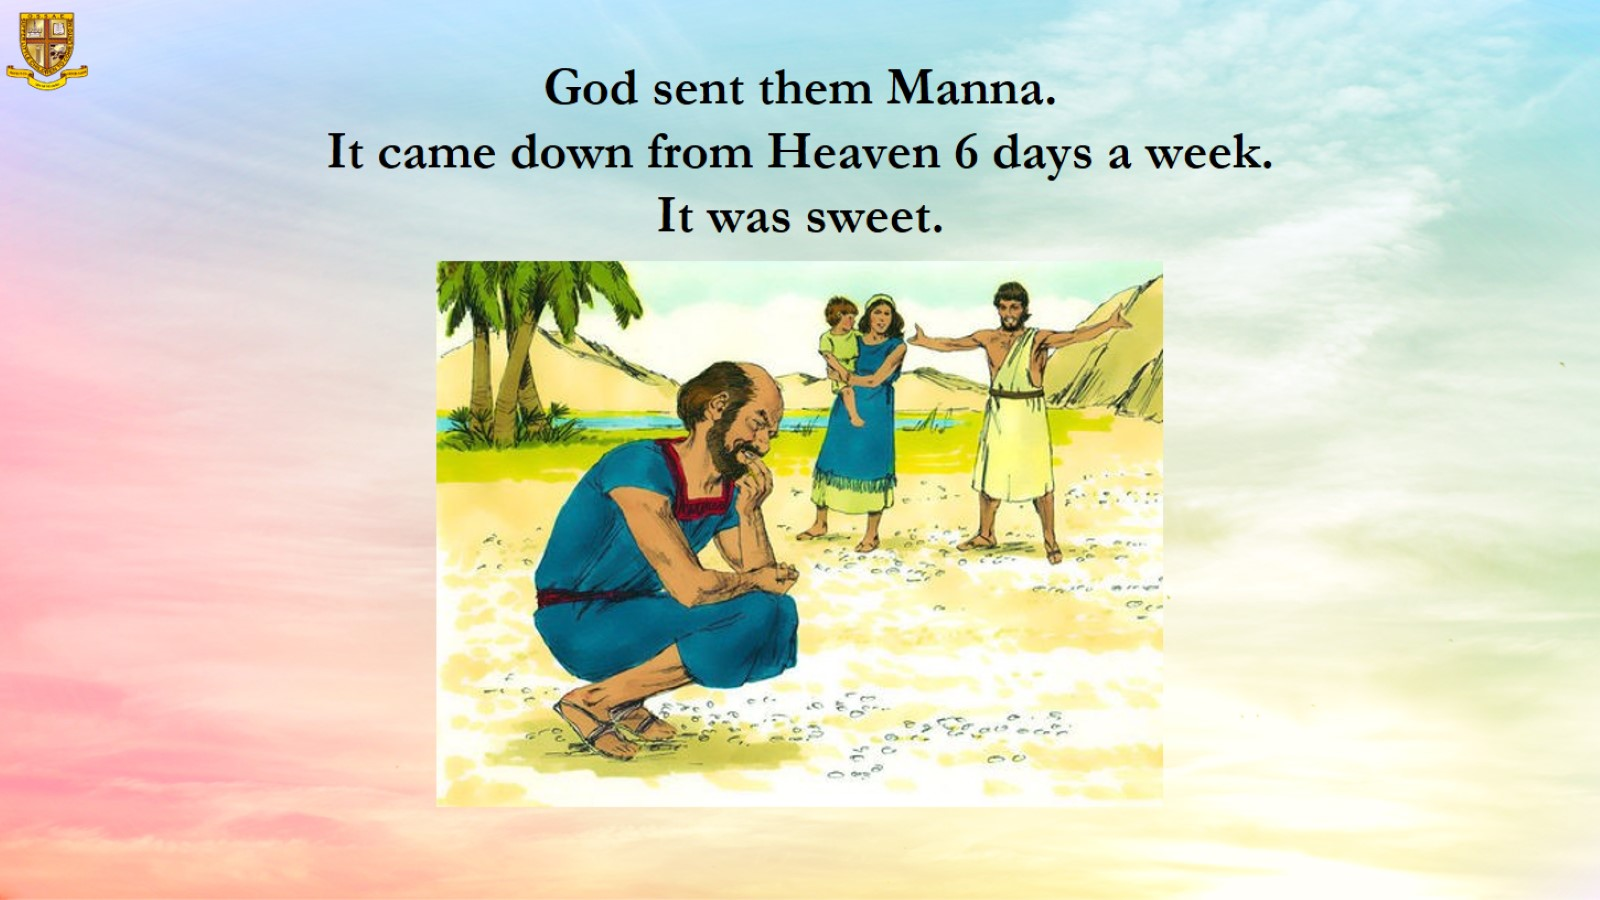 God sent them Manna.
It came down from Heaven 6 days a week.
It was sweet.